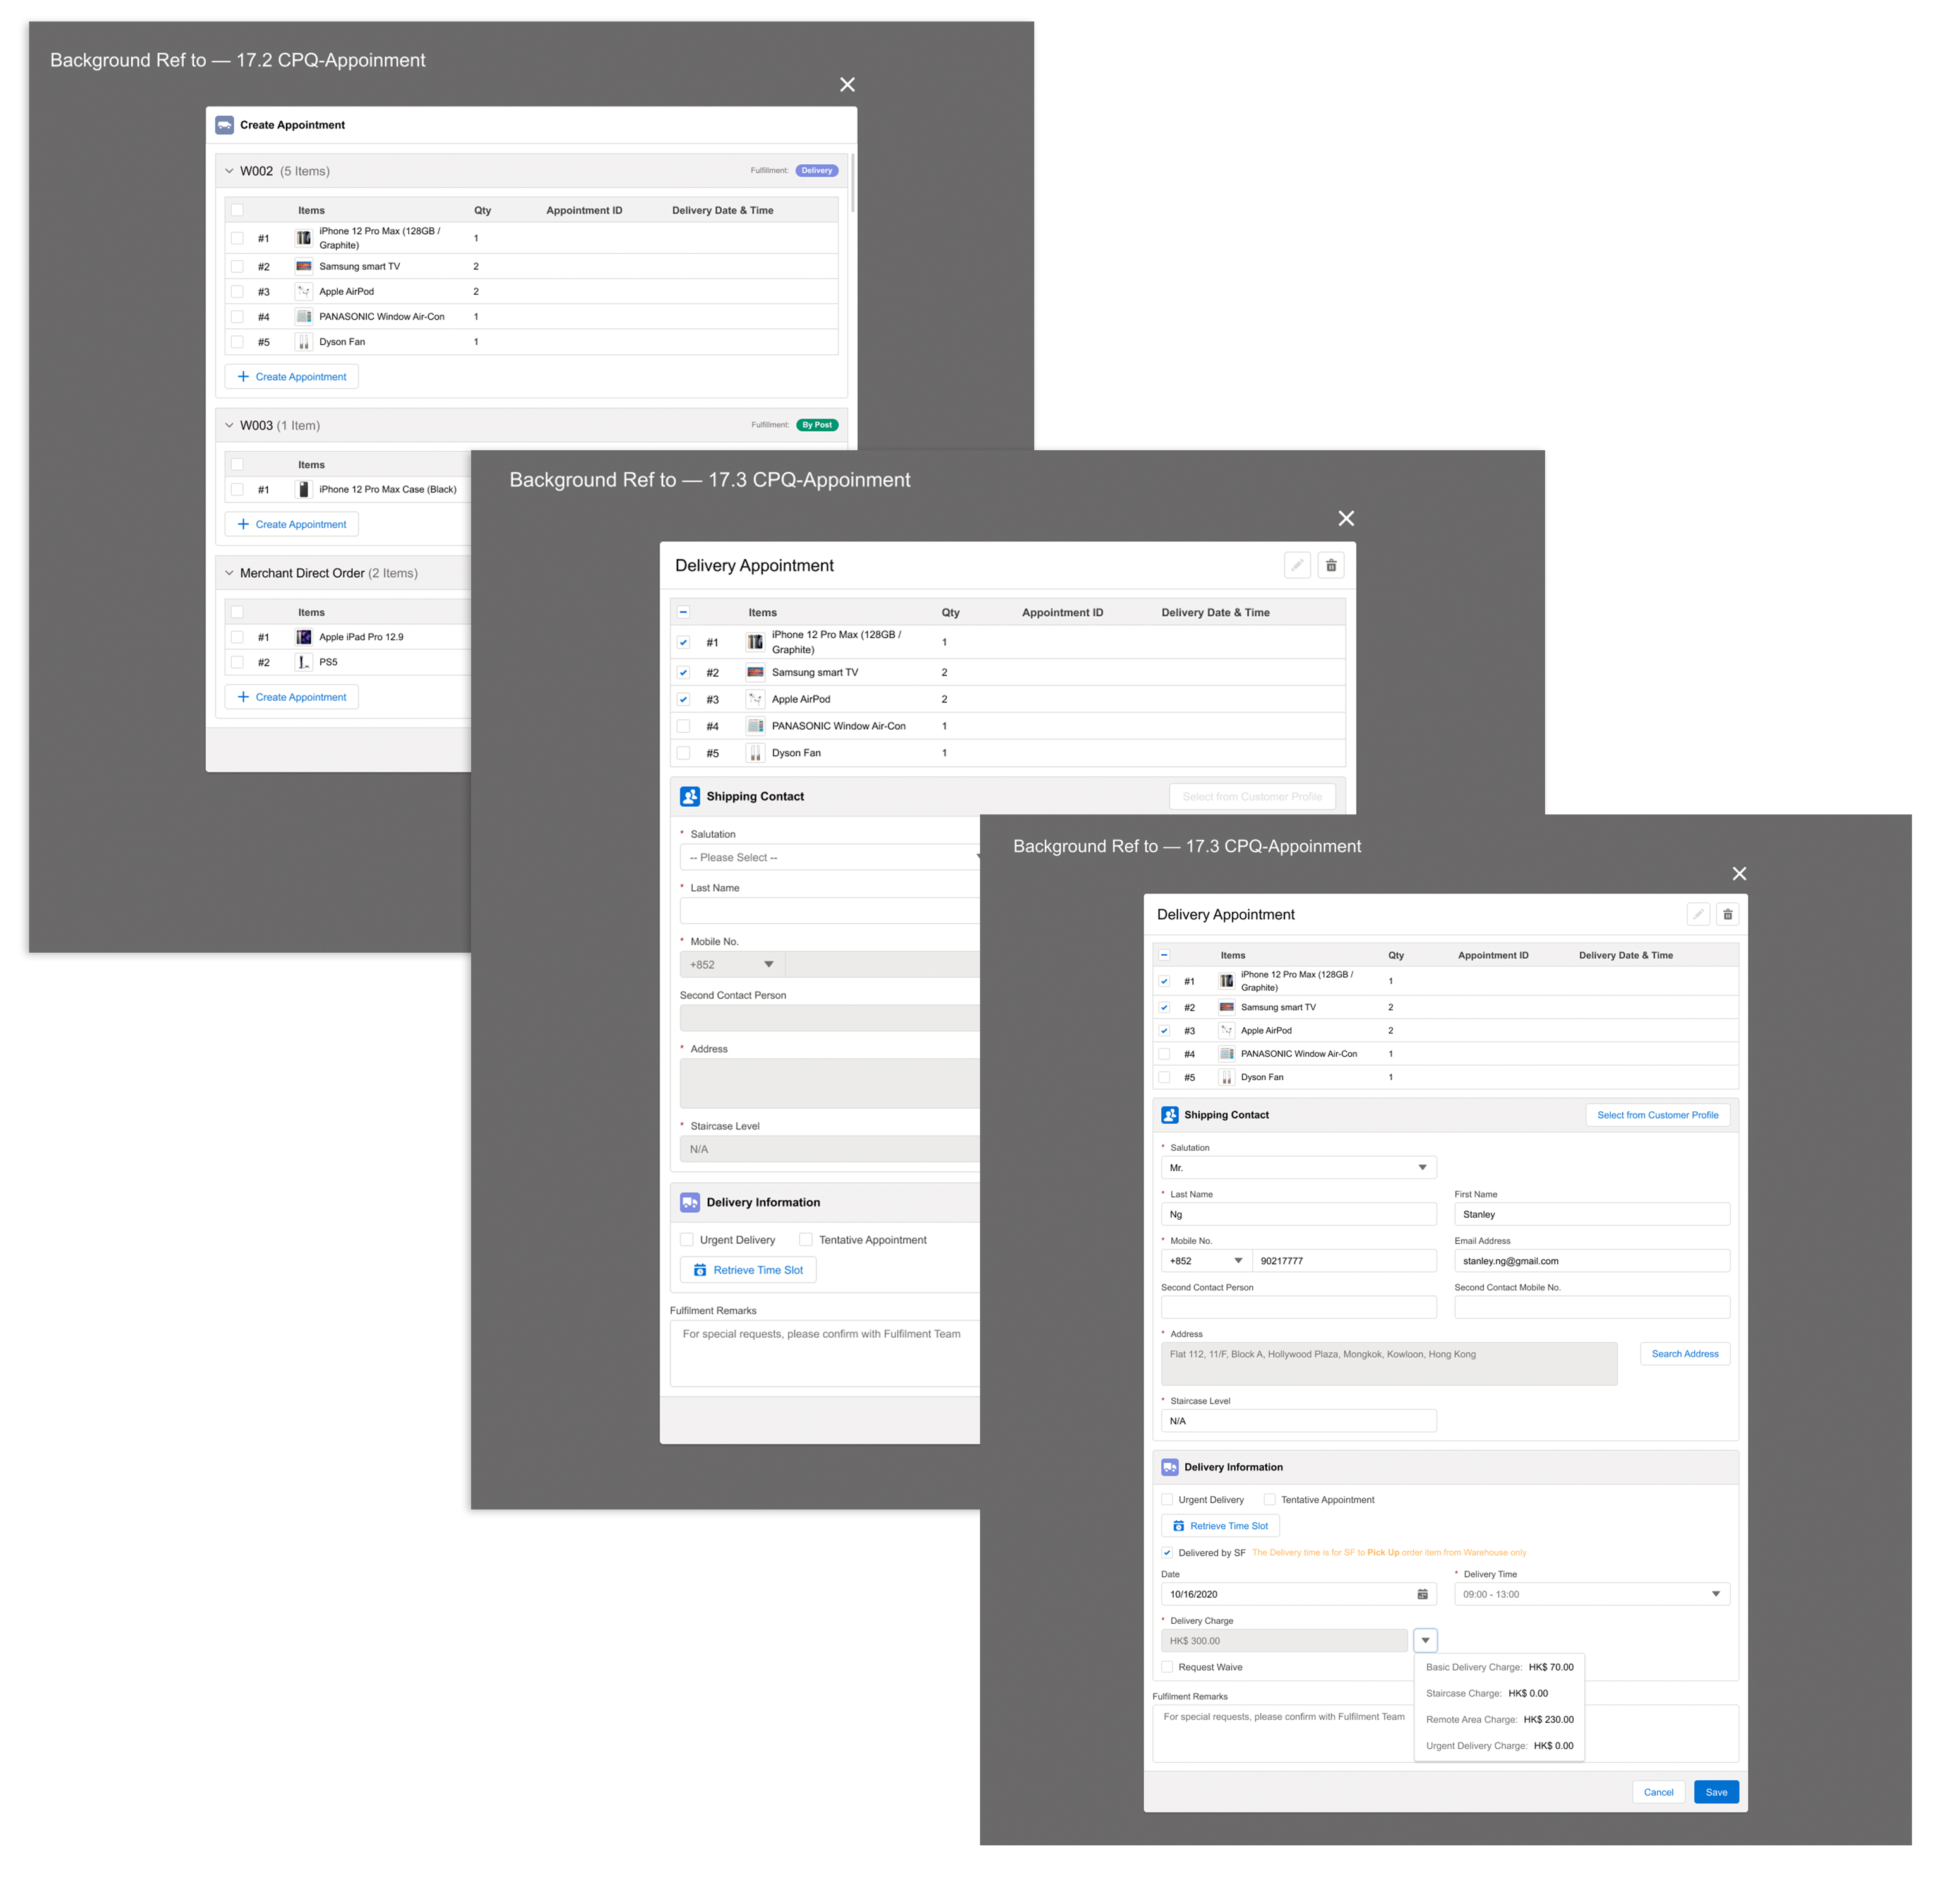 Background Ref to — 17.2 CPQ-Appoinment
Create Appointment
W002 (5 Items) Fulfillment: Delivery
Items Qty Appointment ID Delivery Date & Time
#1 iPhone 12 Pro Max (128GB /
Graphite) 1
#2 Samsung smart TV 2
#3 Apple AirPod 2
#4 PANASONIC Window Air-Con 1
#5 Dyson Fan 1
Create Appointment
W003 (1 Item) Fulfillment: By Post
Items
#1 iPhone 12 Pro Max Case (Black)
Create Appointment
Merchant Direct Order (2 Items)
Items
#1 Apple iPad Pro 12.9
#2 PS5
Create Appointment
Background Ref to — 17.3 CPQ-Appoinment
Delivery Appointment
Items Qty Appointment ID Delivery Date & Time
#1 iPhone 12 Pro Max (128GB /
Graphite) 1
#2 Samsung smart TV 2
#3 Apple AirPod 2
#4 PANASONIC Window Air-Con 1
#5 Dyson Fan 1
Shipping Contact Select from Customer Profile
* Salutation
-- Please Select --
* Last Name
* Mobile No.
+852
Second Contact Person
* Address
* Staircase Level
N/A
Delivery Information
Urgent Delivery Tentative Appointment
Retrieve Time Slot
Fulfilment Remarks
For special requests, please confirm with Fulfilment Team
Background Ref to — 17.3 CPQ-Appoinment
Delivery Appointment
Items Qty Appointment ID Delivery Date & Time
#1 iPhone 12 Pro Max (128GB /
Graphite) 1
#2 Samsung smart TV 2
#3 Apple AirPod 2
#4 PANASONIC Window Air-Con 1
#5 Dyson Fan 1
Shipping Contact Select from Customer Profile
* Salutation
Mr.
* Last Name First Name
Ng Stanley
* Mobile No. Email Address
+852 90217777 stanley.ng@gmail.com
Second Contact Person Second Contact Mobile No.
* Address
Flat 112, 11/F, Block A, Hollywood Plaza, Mongkok, Kowloon, Hong Kong Search Address
* Staircase Level
N/A
Delivery Information
Urgent Delivery Tentative Appointment
Retrieve Time Slot
Delivered by SF The Delivery time is for SF to Pick Up order item from Warehouse only
Date * Delivery Time
10/16/2020 09:00 - 13:00
* Delivery Charge
HK$ 300.00
Request Waive Basic Delivery Charge: HK$ 70.00
Staircase Charge: HK$ 0.00
Fulfilment Remarks
For special requests, please confirm with Fulfilment Team Remote Area Charge: HK$ 230.00
Urgent Delivery Charge: HK$ 0.00
Cancel Save